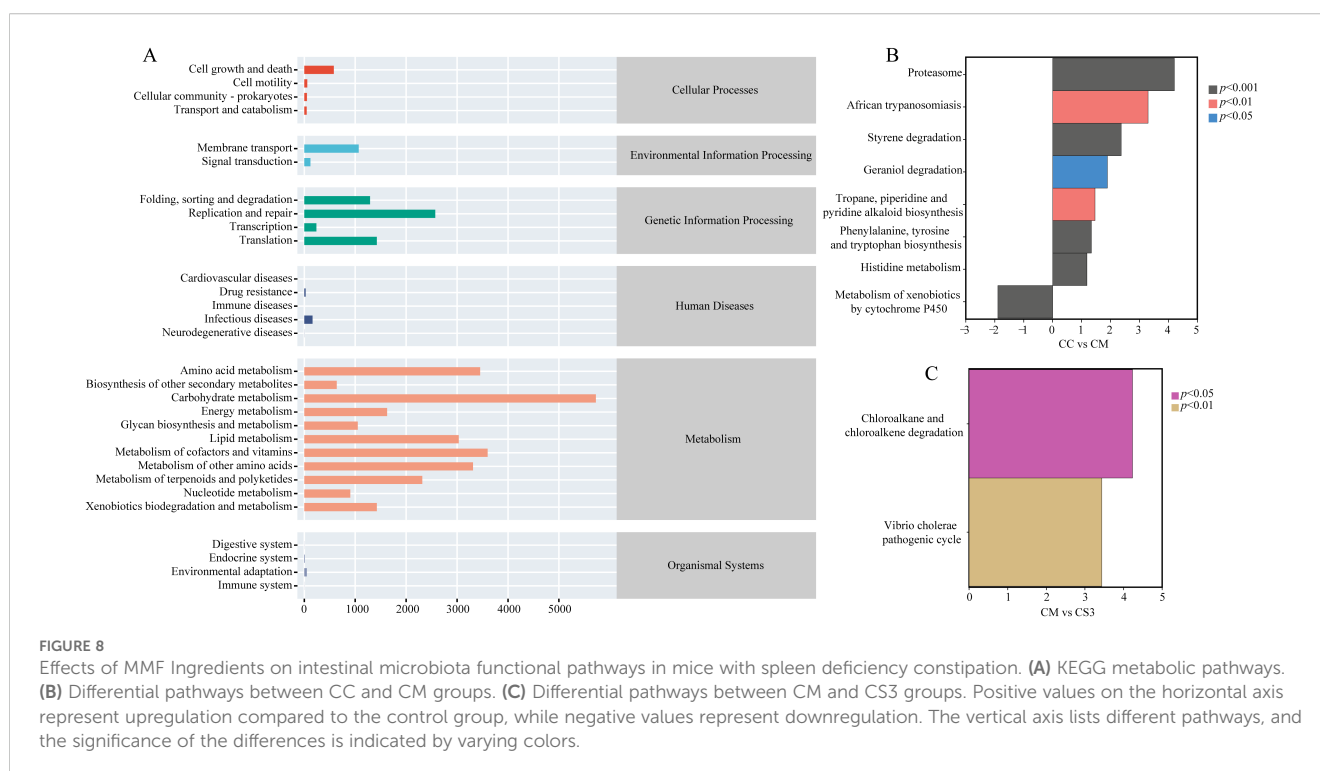 A
Cell growth and death
Cell motility
Cellular community - prokaryotes
Transport and catabolism
Cellular Processes
Membrane transport
Signal transduction
Environmental Information Processing
Folding, sorting and degradation
Replication and repair
Transcription
Translation
Genetic Information Processing
Cardiovascular diseases
Drug resistance
Immune diseases
Infectious diseases
Neurodegenerative diseases
Human Diseases
Amino acid metabolism
Biosynthesis of other secondary metabolites
Carbohydrate metabolism
Energy metabolism
Glycan biosynthesis and metabolism
Lipid metabolism
Metabolism of cofactors and vitamins
Metabolism of other amino acids
Metabolism of terpenoids and polyketides
Nucleotide metabolism
Xenobiotics biodegradation and metabolism
Metabolism
Digestive system
Endocrine system
Environmental adaptation
Immune system
Organismal Systems
0 1000 2000 3000 4000 5000
B
Proteasome
African trypanosomiasis
Styrene degradation
Geraniol degradation
Tropane, piperidine and
pyridine alkaloid biosynthesis
Phenylalanine, tyrosine
and tryptophan biosynthesis
Histidine metabolism
Metabolism of xenobiotics
by cytochrome P450
−3 −2 −1 0 1 2 3 4 5
CC vs CM
p<0.001
p<0.01
p<0.05
C
Chloroalkane and
chloroalkene degradation
Vibrio cholerae
pathogenic cycle
0 1 2 3 4 5
CM vs CS3
p<0.05
p<0.01
FIGURE 8
Effects of MMF Ingredients on intestinal microbiota functional pathways in mice with spleen deficiency constipation. (A) KEGG metabolic pathways.
(B) Differential pathways between CC and CM groups. (C) Differential pathways between CM and CS3 groups. Positive values on the horizontal axis
represent upregulation compared to the control group, while negative values represent downregulation. The vertical axis lists different pathways, and
the significance of the differences is indicated by varying colors.